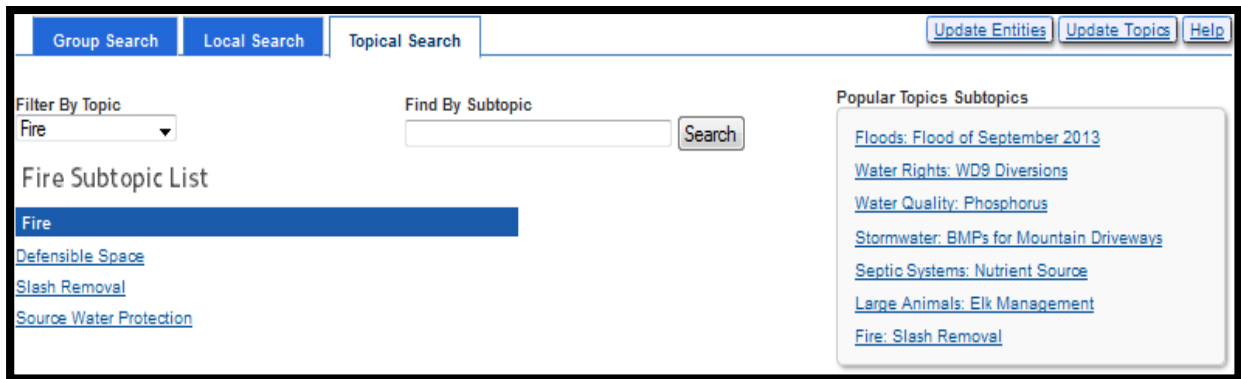 Group Search Local Search Topical Search Update Entities Update Topics Help
Filter By Topic Find By Subtopic Popular Topics Subtopics
Fire Search
Fire Subtopic List
Fire
Defensible Space
Slash Removal
Source Water Protection
Floods: Flood of September 2013
Water Rights: WD9 Diversions
Water Quality: Phosphorus
Stormwater: BMPs for Mountain Driveways
Septic Systems: Nutrient Source
Large Animals: Elk Management
Fire: Slash Removal